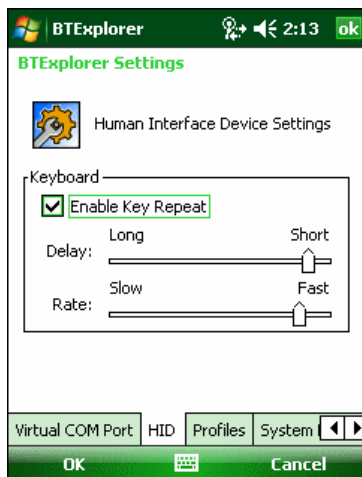 BTExplorer 2:13 ok
BTExplorer Settings
Human Interface Device Settings
Keyboard
Enable Key Repeat
Long Short
Delay:
Slow Fast
Rate:
Virtual COM Port HID Profiles System
OK Cancel